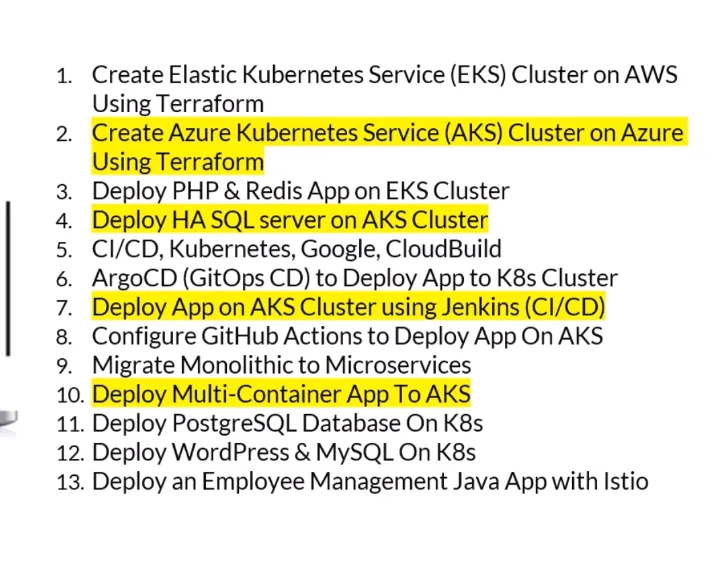 1. Create Elastic Kubernetes Service (EKS) Cluster on AWS
Using Terraform
2. Create Azure Kubernetes Service (AKS) Cluster on Azure
Using Terraform
3. Deploy PHP & Redis App on EKS Cluster
4. Deploy HA SQL server on AKS Cluster
5. CI/CD, Kubernetes, Google, CloudBuild
6. ArgoCD (GitOps CD) to Deploy App to K8s Cluster
7. Deploy App on AKS Cluster using Jenkins (CI/CD)
8. Configure GitHub Actions to Deploy App On AKS
9. Migrate Monolithic to Microservices
10. Deploy Multi-Container App To AKS
11. Deploy PostgreSQL Database On K8s
12. Deploy WordPress & MySQL On K8s
13. Deploy an Employee Management Java App with Istio